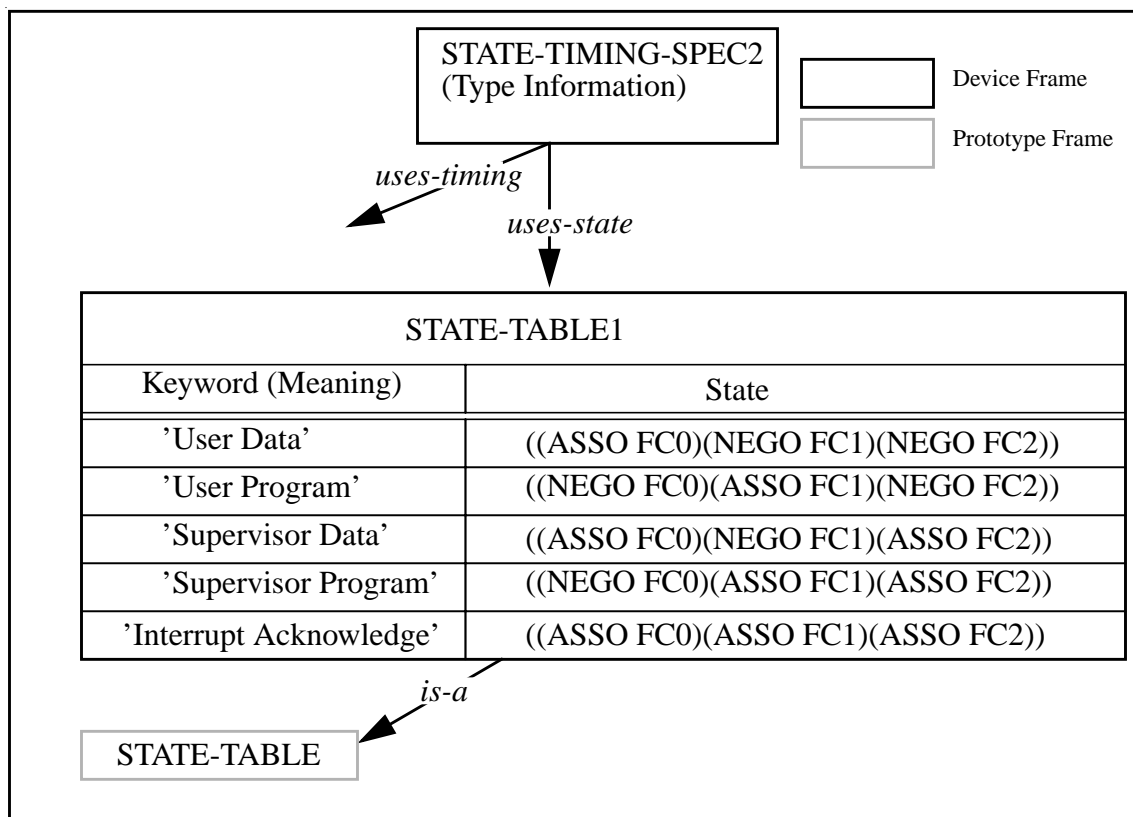 STATE-TIMING-SPEC2
(Type Information)
Device Frame
Prototype Frame
uses-timing
uses-state
STATE-TABLE1
Keyword (Meaning)
State
’User Data’
((ASSO FC0)(NEGO FC1)(NEGO FC2))
’User Program’
((NEGO FC0)(ASSO FC1)(NEGO FC2))
’Supervisor Data’
((ASSO FC0)(NEGO FC1)(ASSO FC2))
’Supervisor Program’
((NEGO FC0)(ASSO FC1)(ASSO FC2))
’Interrupt Acknowledge’
((ASSO FC0)(ASSO FC1)(ASSO FC2))
is-a
STATE-TABLE